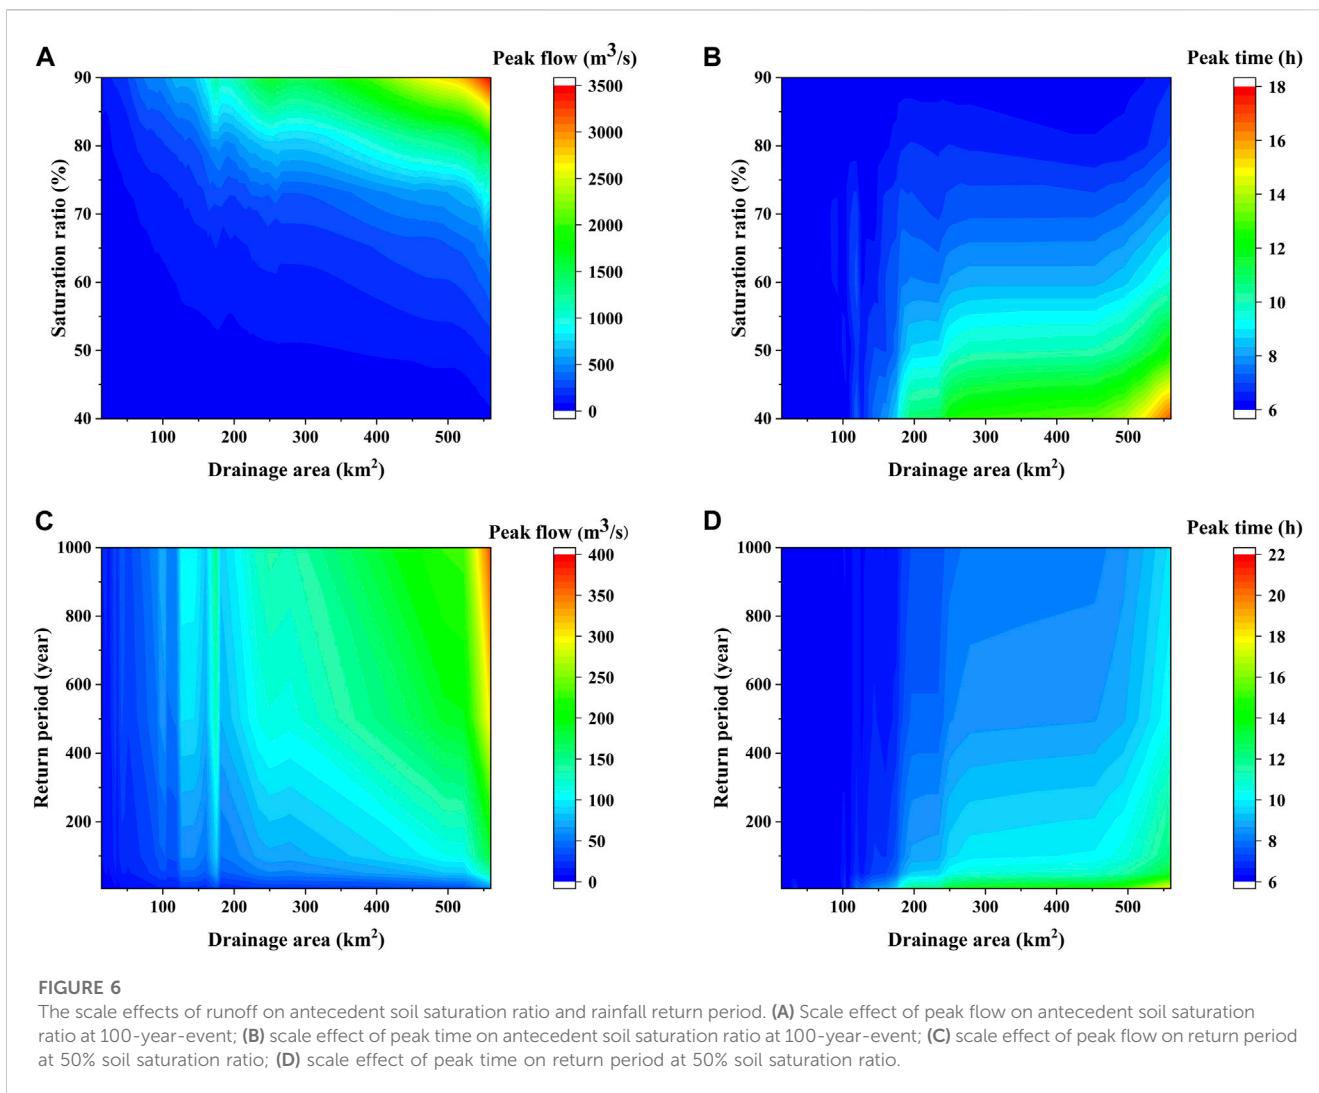 A
Peak flow (m3/s)
90
80
70
60
50
40
Saturation ratio (%)
100 200 300 400 500
Drainage area (km2)
3500
3000
2500
2000
1500
1000
500
0
B
Peak time (h)
90
80
70
60
50
40
Saturation ratio (%)
100 200 300 400 500
Drainage area (km2)
18
16
14
12
10
8
6
C
Peak flow (m3/s)
1000
800
600
400
200
Return period (year)
100 200 300 400 500
Drainage area (km2)
400
350
300
250
200
150
100
50
0
D
Peak time (h)
1000
800
600
400
200
Return period (year)
100 200 300 400 500
Drainage area (km2)
22
20
18
16
14
12
10
8
6
FIGURE 6
The scale effects of runoff on antecedent soil saturation ratio and rainfall return period. (A) Scale effect of peak flow on antecedent soil saturation
ratio at 100-year-event; (B) scale effect of peak time on antecedent soil saturation ratio at 100-year-event; (C) scale effect of peak flow on return period
at 50% soil saturation ratio; (D) scale effect of peak time on return period at 50% soil saturation ratio.